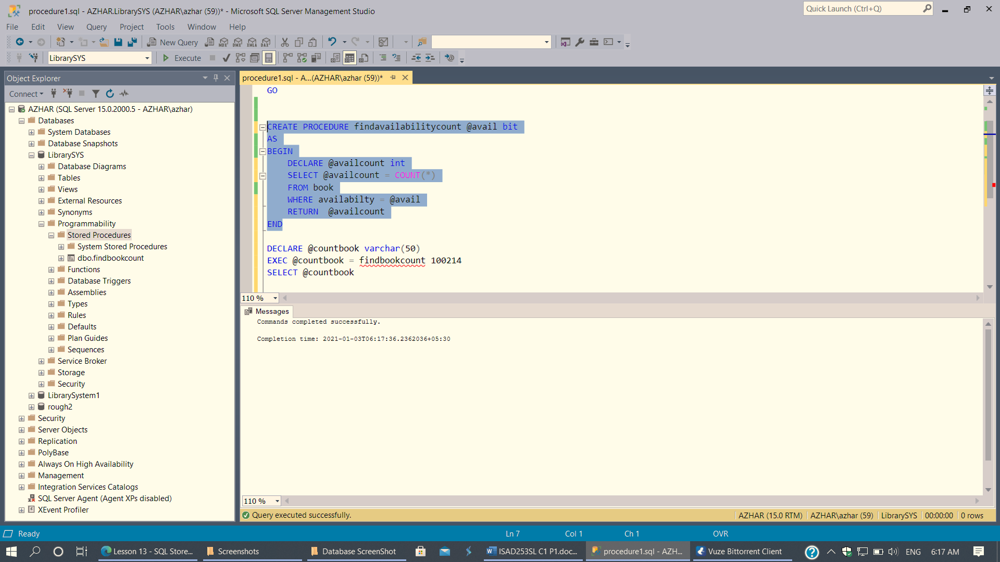 procedure1.sql - AZHAR.LibrarySYS (AZHAR\azhar (59))* - Microsoft SQL Server Management Studio
Quick Launch (Ctrl+Q)
File Edit View Query Project Tools Window Help
New Query
MDX DMX XMLA DAX
LibrarySYS
Execute
Object Explorer
Connect
AZHAR (SQL Server 15.0.2000.5 - AZHAR\azhar)
Databases
System Databases
Database Snapshots
LibrarySYS
Database Diagrams
Tables
Views
External Resources
Synonyms
Programmability
Stored Procedures
System Stored Procedures
dbo.findbookcount
Functions
Database Triggers
Assemblies
Types
Rules
Defaults
Plan Guides
Sequences
Service Broker
Storage
Security
LibrarySystem1
rough2
Security
Server Objects
Replication
PolyBase
Always On High Availability
Management
Integration Services Catalogs
SQL Server Agent (Agent XPs disabled)
XEvent Profiler
procedure1.sql - A...(AZHAR\azhar (59))*
GO
CREATE PROCEDURE findavailabilitycount @avail bit
AS
BEGIN
DECLARE @availcount int
SELECT @availcount = COUNT(*)
FROM book
WHERE availabilty = @avail
RETURN  @availcount
END
DECLARE @countbook varchar(50)
EXEC @countbook = findbookcount 100214
SELECT @countbook
110 %
Messages
Commands completed successfully.
Completion time: 2021-01-03T06:17:36.2362036+05:30
110 %
Query executed successfully.
AZHAR (15.0 RTM) AZHAR\azhar (59) LibrarySYS 00:00:00 0 rows
Ready
Ln 7 Col 1 Ch 1 OVR
Lesson 13 - SQL Store...
Screenshots
Database ScreenShot
ISAD253SL C1 P1.doc...
procedure1.sql - AZH...
Vuze Bittorrent Client
ENG
6:17 AM